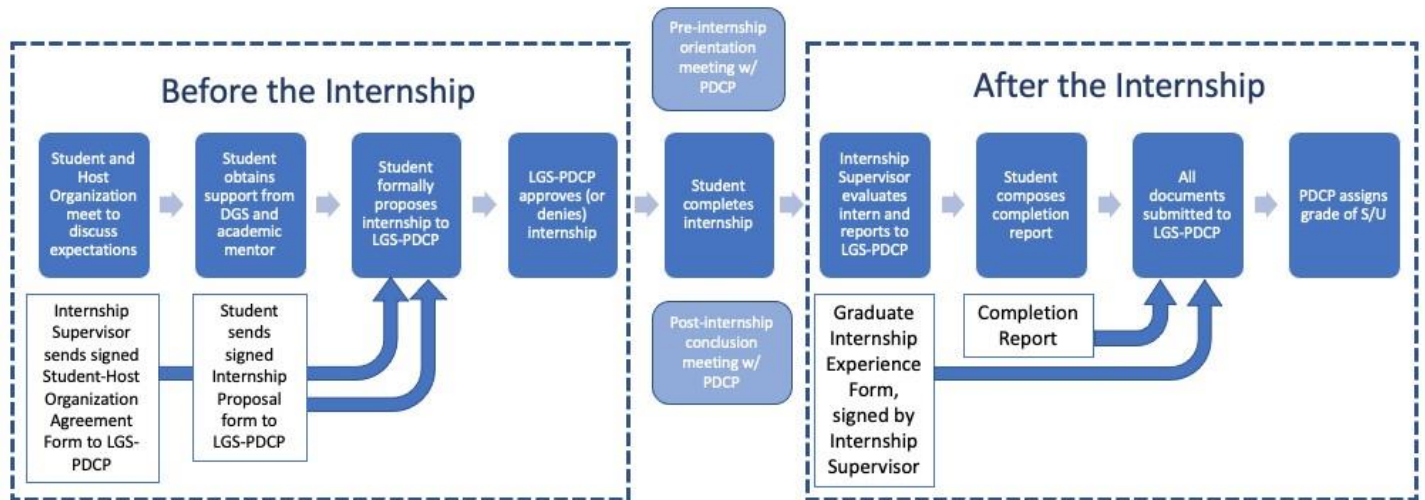 Before the Internship
Student and
Host
Organization
meet to
discuss
expectations
Student
obtains
support from
DGS and
academic
mentor
Student
formally
proposes
internship to
LGS-PDCP
LGS-PDCP
approves (or
denies)
internship
Internship
Supervisor
sends signed
Student-Host
Organization
Agreement
Form to LGS-
PDCP
Student
sends
signed
Internship
Proposal
form to
LGS-PDCP
Pre-internship
orientation
meeting w/
PDCP
Student
completes
internship
Post-internship
conclusion
meeting w/
PDCP
After the Internship
Internship
Supervisor
evaluates
intern and
reports to
LGS-PDCP
Student
composes
completion
report
All
documents
submitted to
LGS-PDCP
PDCP assigns
grade of S/U
Graduate
Internship
Experience
Form,
signed by
Internship
Supervisor
Completion
Report